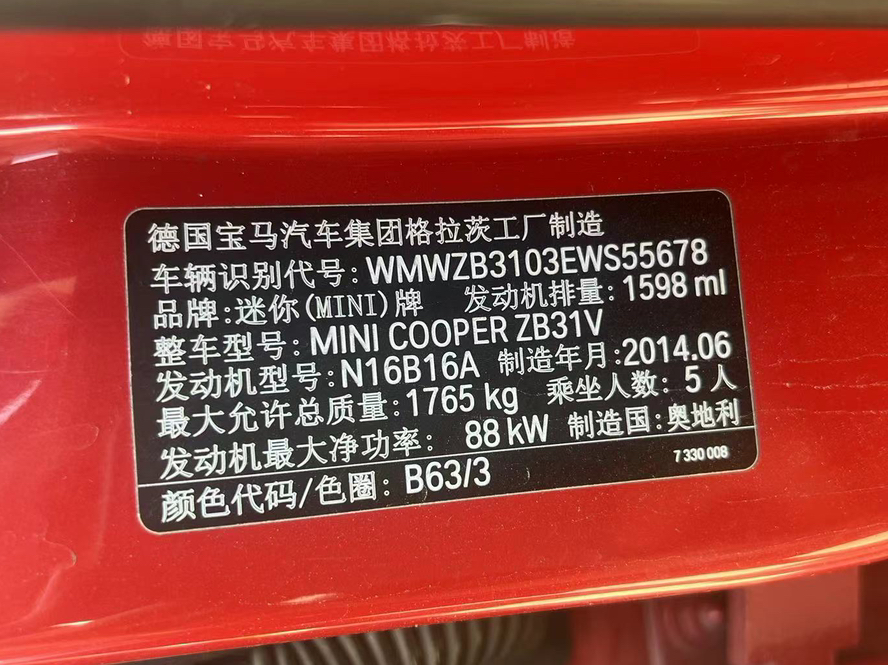 德国宝马汽车集团格拉茨工厂制造
车辆识别代号: WMWZB3103EWS55678
品牌:迷你(MINI)牌 发动机排量: 1598 ml
整车型号: MINI COOPER ZB31V
发动机型号: N16B16A 制造年月:2014.06
最大允许总质量:1765 kg 乘坐人数: 5 人
发动机最大净功率: 88 kW 制造国:奥地利
7 330 008
颜色代码/色圈: B63/3